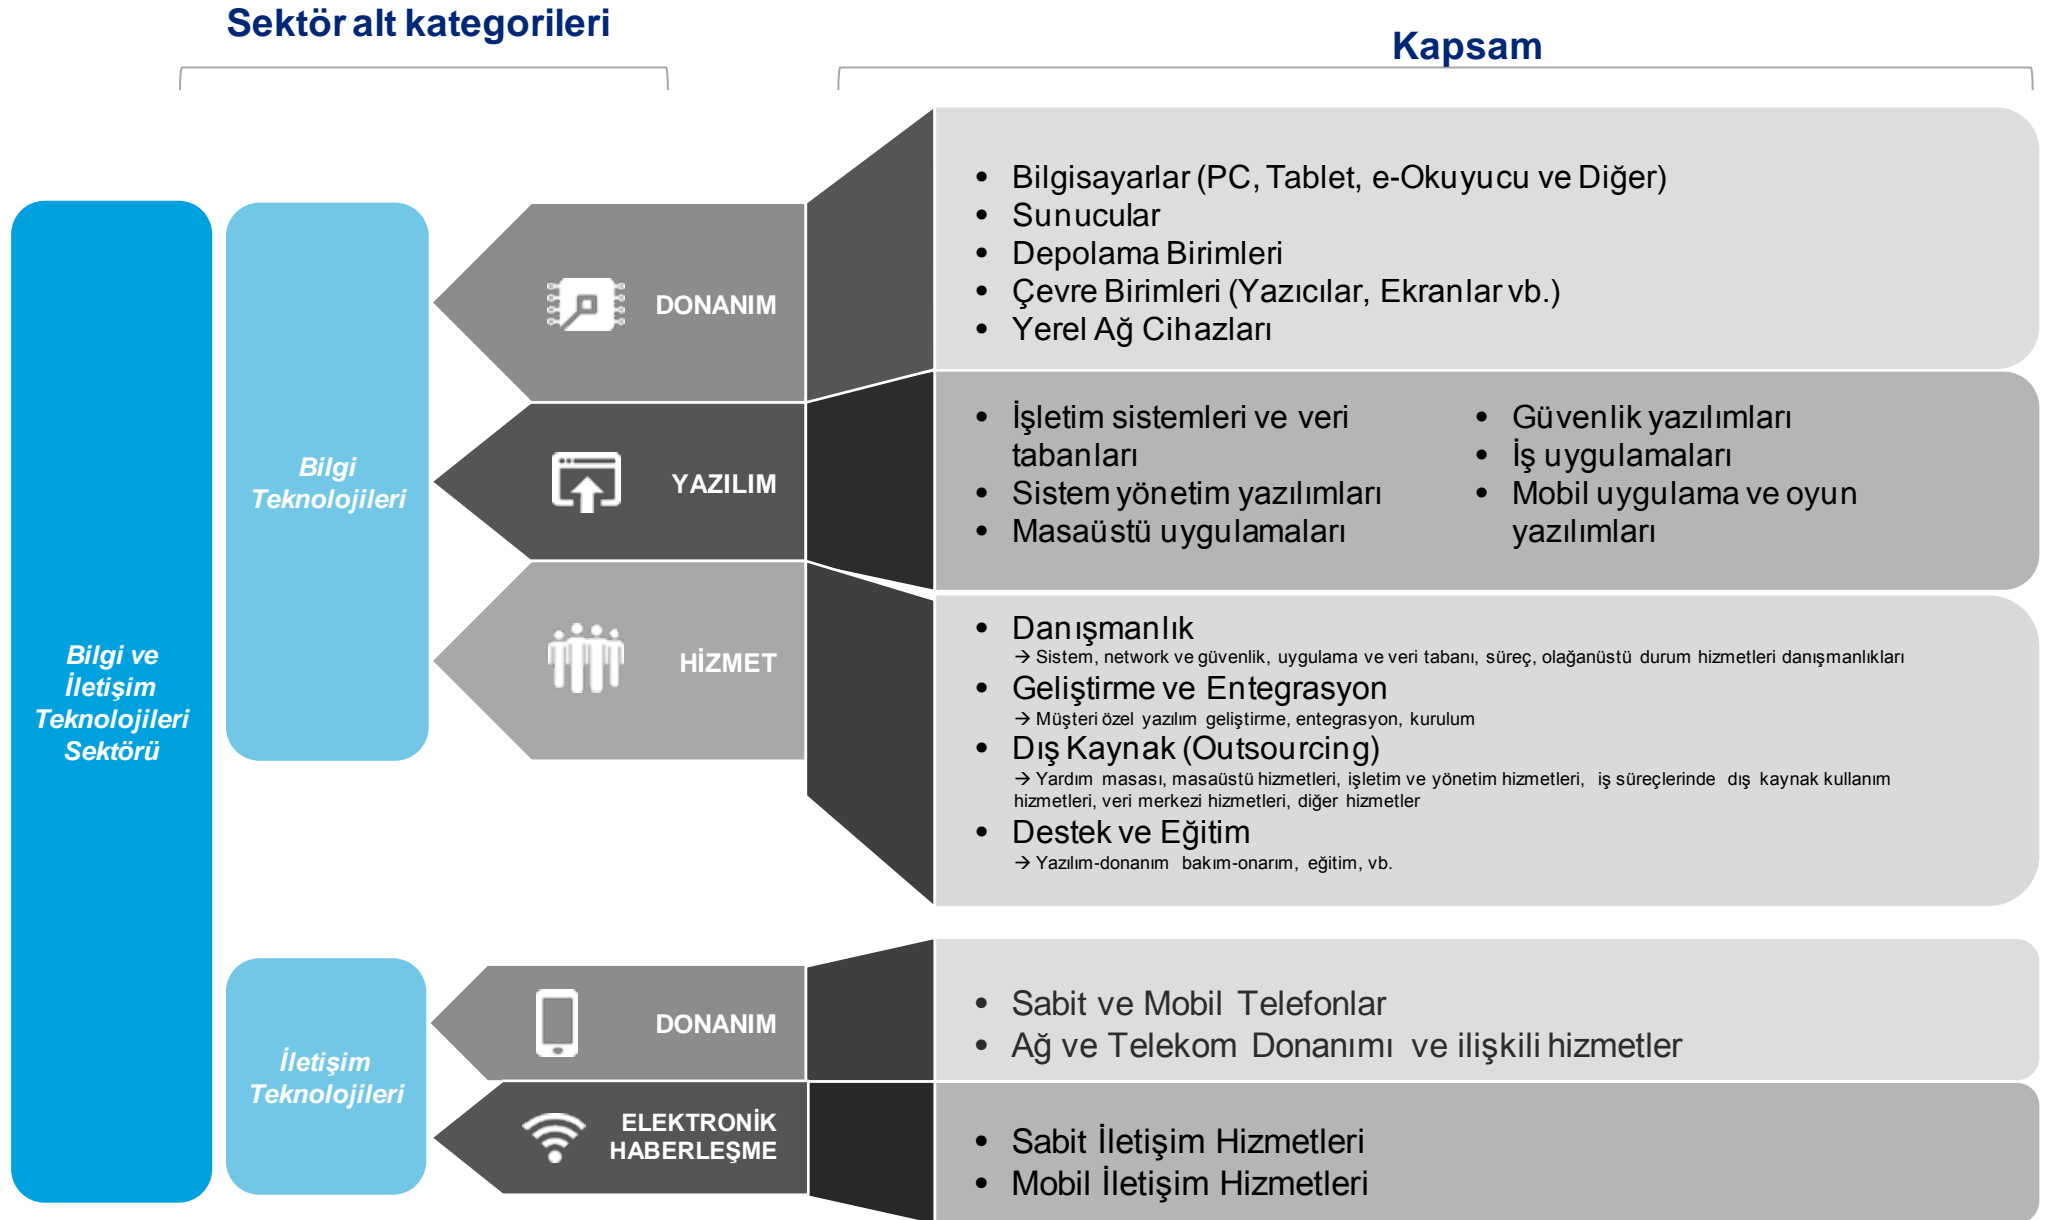 Sektör alt kategorileri
Kapsam
Bilgi ve
İletişim
Teknolojileri
Sektörü
Bilgi
Teknolojileri
DONANIM
• Bilgisayarlar (PC, Tablet, e-Okuyucu ve Diğer)
• Sunucular
• Depolama Birimleri
• Çevre Birimleri (Yazıcılar, Ekranlar vb.)
• Yerel Ağ Cihazları
YAZILIM
• İşletim sistemleri ve veri
tabanları
• Sistem yönetim yazılımları
• Masaüstü uygulamaları
• Güvenlik yazılımları
• İş uygulamaları
• Mobil uygulama ve oyun
yazılımları
HİZMET
• Danışmanlık
→ Sistem, network ve güvenlik, uygulama ve veri tabanı, süreç, olağanüstü durum hizmetleri danışmanlıkları
• Geliştirme ve Entegrasyon
→ Müşteri özel yazılım geliştirme, entegrasyon, kurulum
• Dış Kaynak (Outsourcing)
→ Yardım masası, masaüstü hizmetleri, işletim ve yönetim hizmetleri, iş süreçlerinde dış kaynak kullanım
hizmetleri, veri merkezi hizmetleri, diğer hizmetler
• Destek ve Eğitim
→ Yazılım-donanım bakım-onarım, eğitim, vb.
İletişim
Teknolojileri
DONANIM
• Sabit ve Mobil Telefonlar
• Ağ ve Telekom Donanımı ve ilişkili hizmetler
ELEKTRONİK
HABERLEŞME
• Sabit İletişim Hizmetleri
• Mobil İletişim Hizmetleri